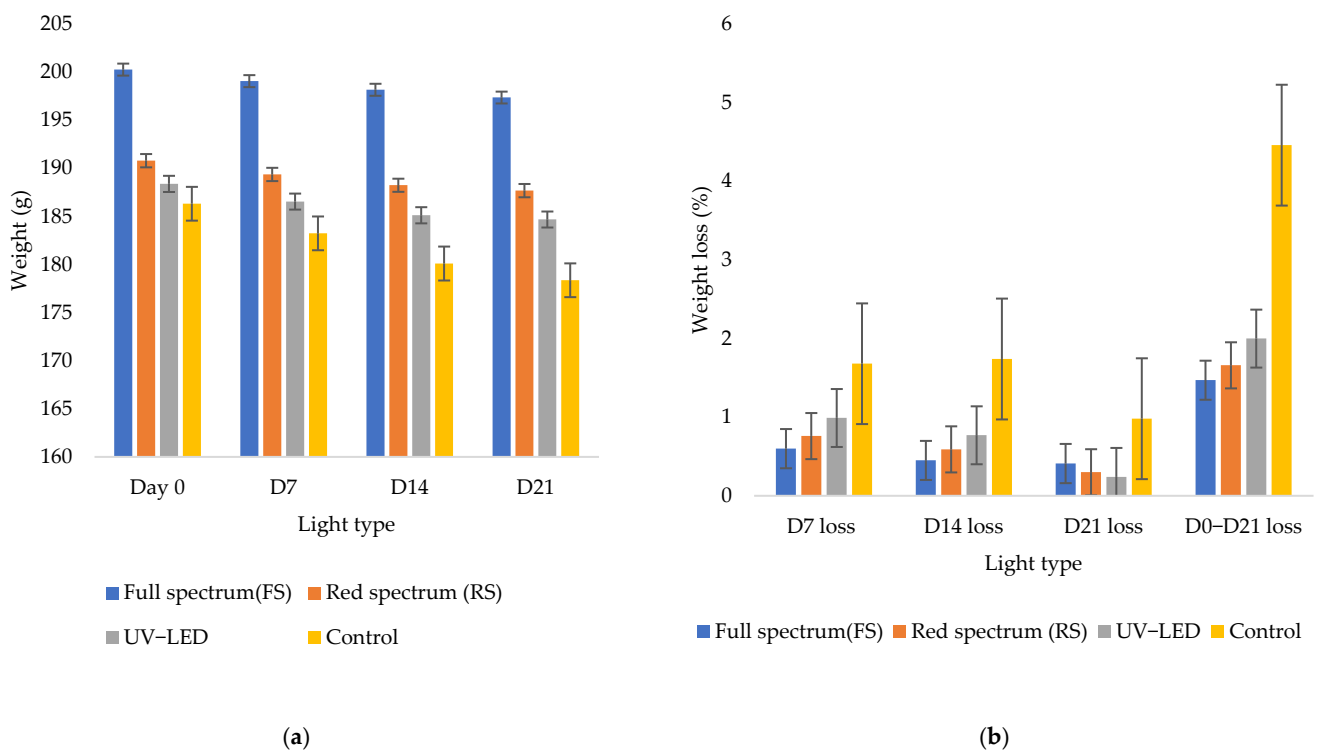 205
200
195
190
185
180
175
170
165
160
Weight (g)
Day 0 D7 D14 D21
Light type
Full spectrum(FS) Red spectrum (RS)
UV−LED Control
(a)
6
5
4
3
2
1
0
Weight loss (%)
D7 loss D14 loss D21 loss D0−D21 loss
Light type
Full spectrum(FS) Red spectrum (RS) UV−LED Control
(b)